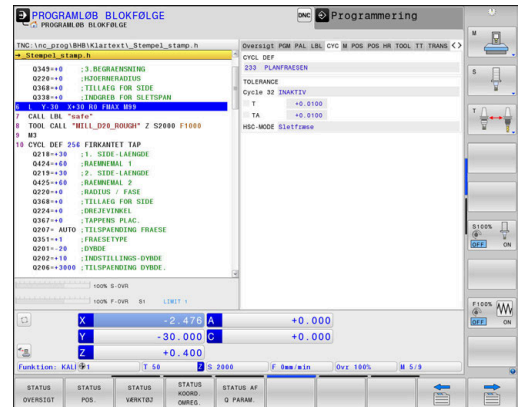 PROGRAMLØB BLOKFØLGE
PROGRAMLØB BLOKFØLGE
DNC
Programmering
TNC:\nc_prog\BHB\Klartext\_Stempel_stamp.h
→_Stempel_stamp.h
Q349=+0 ;3.BEGRAENSNING
Q220=+0 ;HJOERNERADIUS
Q368=+0 ;TILLAEG FOR SIDE
Q338=+0 ;INDGREB FOR SLETSPAN
6 L Y-30 X+30 R0 FMAX M99
7 CALL LBL "safe"
8 TOOL CALL "MILL_D20_ROUGH" Z S2000 F1000
9 M3
10 CYCL DEF 256 FIRKANTET TAP
Q218=+30 ;1. SIDE-LAENGDE
Q424=+60 ;RAEMNEMAL 1
Q219=+30 ;2. SIDE-LAENGDE
Q425=+60 ;RAEMNEMAL 2
Q220=+0 ;RADIUS / FASE
Q368=+0 ;TILLAEG FOR SIDE
Q224=+0 ;DREJEVINKEL
Q367=+0 ;TAPPENS PLAC.
Q207= AUTO ;TILSPAENDING FRAESE
Q351=+1 ;FRAESETYPE
Q201=-20 ;DYBDE
Q202=+10 ;INDSTILLINGS-DYBDE
Q206=+3000 ;TILSPAENDING DYBDE.
Oversigt PGM PAL LBL CYC M POS POS HR TOOL TT TRANS
CYCL DEF
233 PLANFRAESEN
TOLERANCE
Cycle 32 INAKTIV
T +0.0100
TA +0.0100
HSC-MODE Sletfræse
100% S-OVR
100% F-OVR S1 LIMIT 1
X -2.476 A +0.000
Y -30.000 C +0.000
Z +0.400
Funktion: KALI 1 T 50 Z S 2000 F 0mm/min Ovr 100% M 5/9
STATUS OVERSIGT
STATUS POS.
STATUS VÆRKTØJ
STATUS KOORD. OMREG.
STATUS AF Q PARAM.
M
S
T
S100%
OFF ON
F100%
OFF ON